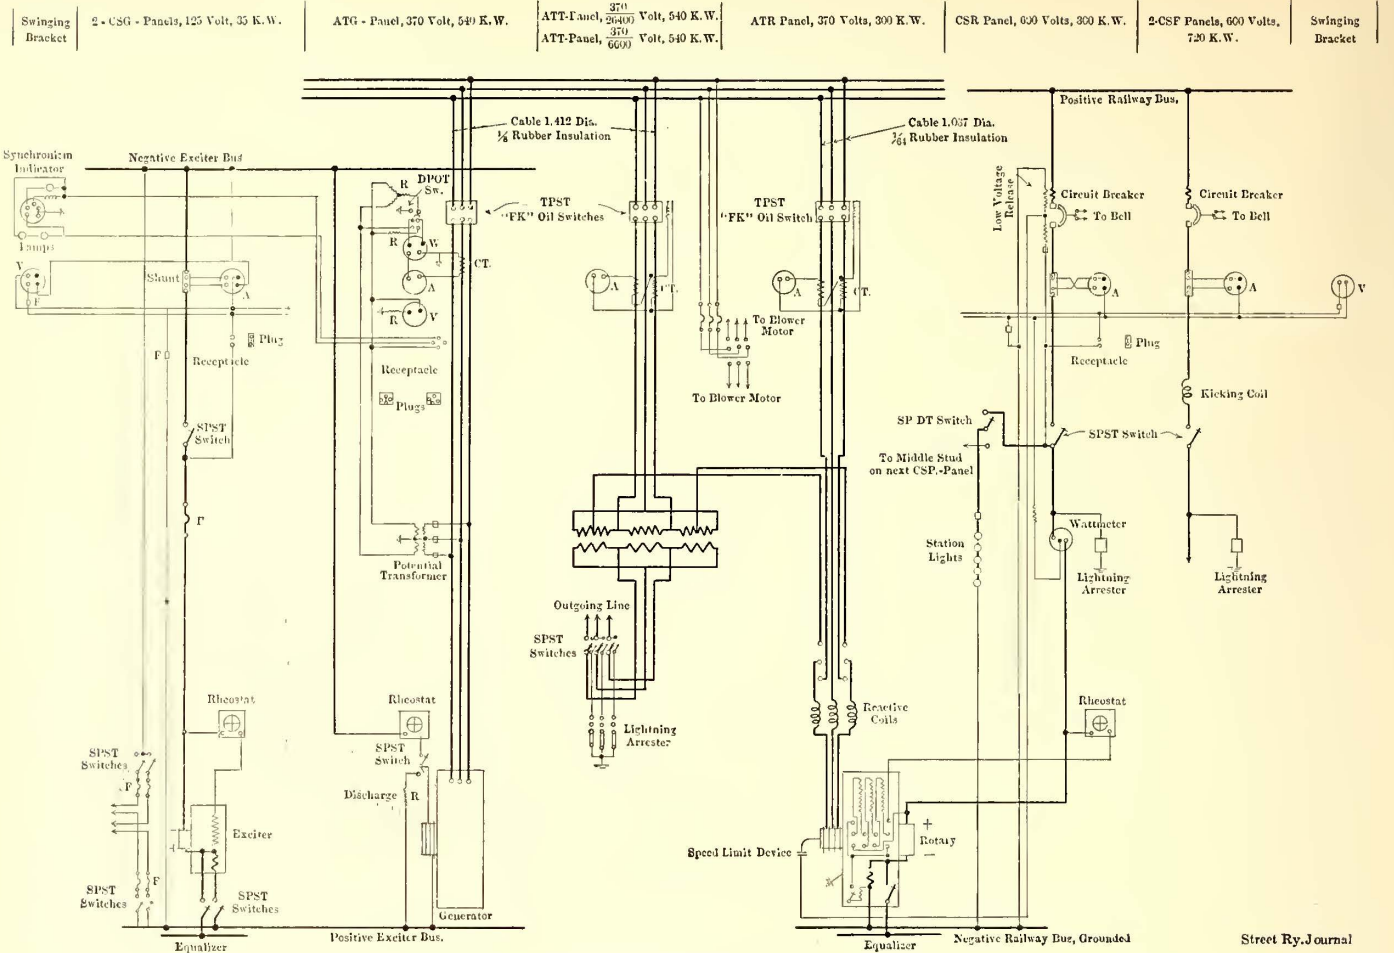 Swinging
Bracket
2 - CSG - Panels, 125 Volt, 35 K.W.
ATG - Panel, 370 Volt, 540 K.W.
ATT-Panel, 370/26400 Volt, 540 K.W.
ATT-Panel, 370/6600 Volt, 540 K.W.
ATR Panel, 370 Volts, 300 K.W.
CSR Panel, 600 Volts, 300 K.W.
2-CSF Panels, 600 Volts,
720 K.W.
Swinging
Bracket
Positive Railway Bus,
Cable 1.412 Dia.
⅛ Rubber Insulation
Cable 1.037 Dia.
Rubber Insulation
Synchronism
Indicator
Negative Exciter Bus
R
DPOT
Sw.
TPST
"FK" Oil Switches
TPST
"FK" Oil Switch
Low Voltage
Release
Circuit Breaker
To Bell
Circuit Breaker
To Bell
Lamps
R
W
CT.
V
F
Shunt
A
A
A
CT.
A
CT.
A
A
V
R
V
To Blower
Motor
Plug
F
Receptacle
Receptacle
Plugs
To Blower Motor
Receptacle
Plug
Kicking Coil
SPST
Switch
SP DT Switch
SPST Switch
To Middle Stud
on next CSP.-Panel
F
Wattmeter
Station
Lights
Potential
Transformer
Lightning
Arrester
Lightning
Arrester
Outgoing Line
SPST
Switches
Rheostat
Rheostat
Reactive
Coils
Rheostat
Lightning
Arrester
SPST
Switches
SPST
Switch
F
Discharge R
Exciter
Speed Limit Device
+
Rotary
−
SPST
Switches
F
SPST
Switches
Generator
Equalizer
Positive Exciter Bus.
Equalizer
Negative Railway Bus, Grounded
Street Ry. Journal